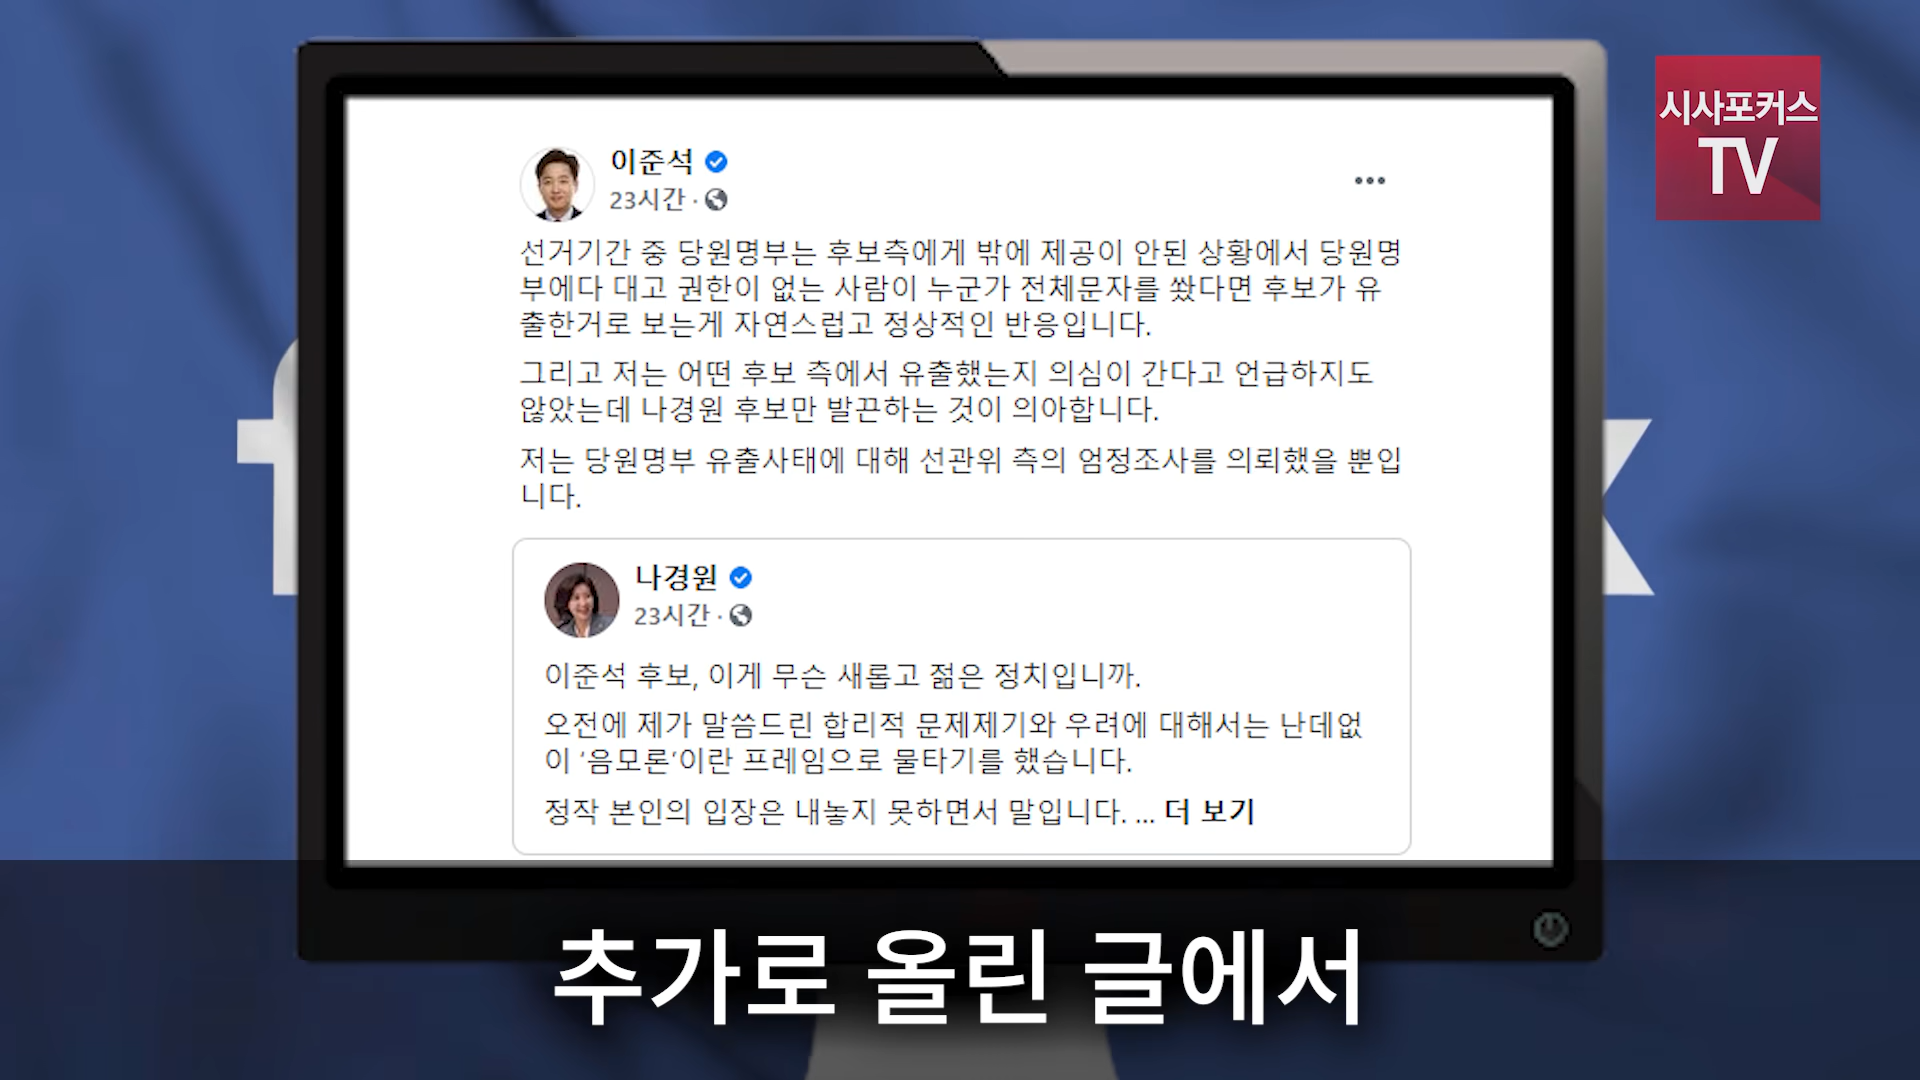 시사포커스
TV
이준석
23시간 ·
선거기간 중 당원명부는 후보측에게 밖에 제공이 안된 상황에서 당원명
부에다 대고 권한이 없는 사람이 누군가 전체문자를 쐈다면 후보가 유
출한거로 보는게 자연스럽고 정상적인 반응입니다.
그리고 저는 어떤 후보 측에서 유출했는지 의심이 간다고 언급하지도
않았는데 나경원 후보만 발끈하는 것이 의아합니다.
저는 당원명부 유출사태에 대해 선관위 측의 엄정조사를 의뢰했을 뿐입
니다.
나경원
23시간 ·
이준석 후보, 이게 무슨 새롭고 젊은 정치입니까.
오전에 제가 말씀드린 합리적 문제제기와 우려에 대해서는 난데없
이 ‘음모론’이란 프레임으로 물타기를 했습니다.
정작 본인의 입장은 내놓지 못하면서 말입니다. ... 더 보기
f
k
추가로 올린 글에서